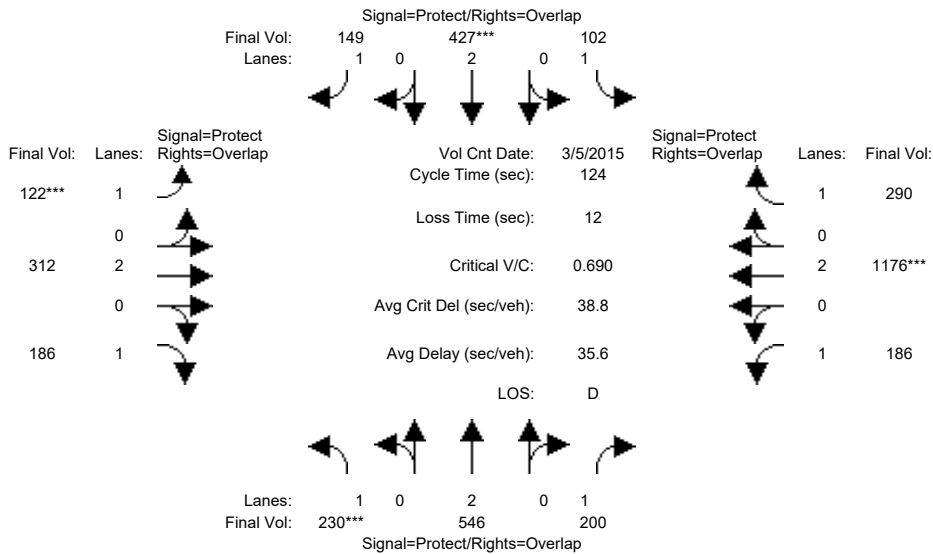 Signal=Protect/Rights=Overlap
Final Vol: 149 427*** 102
Lanes: 1 0 2 0 1
Signal=Protect
Final Vol: Lanes: Rights=Overlap
Vol Cnt Date: 3/5/2015
Signal=Protect
Rights=Overlap Lanes: Final Vol:
Cycle Time (sec): 124
122*** 1
1 290
Loss Time (sec): 12
0
0
312 2
Critical V/C: 0.690
2 1176***
0
Avg Crit Del (sec/veh): 38.8
0
186 1
Avg Delay (sec/veh): 35.6
1 186
LOS: D
Lanes: 1 0 2 0 1
Final Vol: 230*** 546 200
Signal=Protect/Rights=Overlap